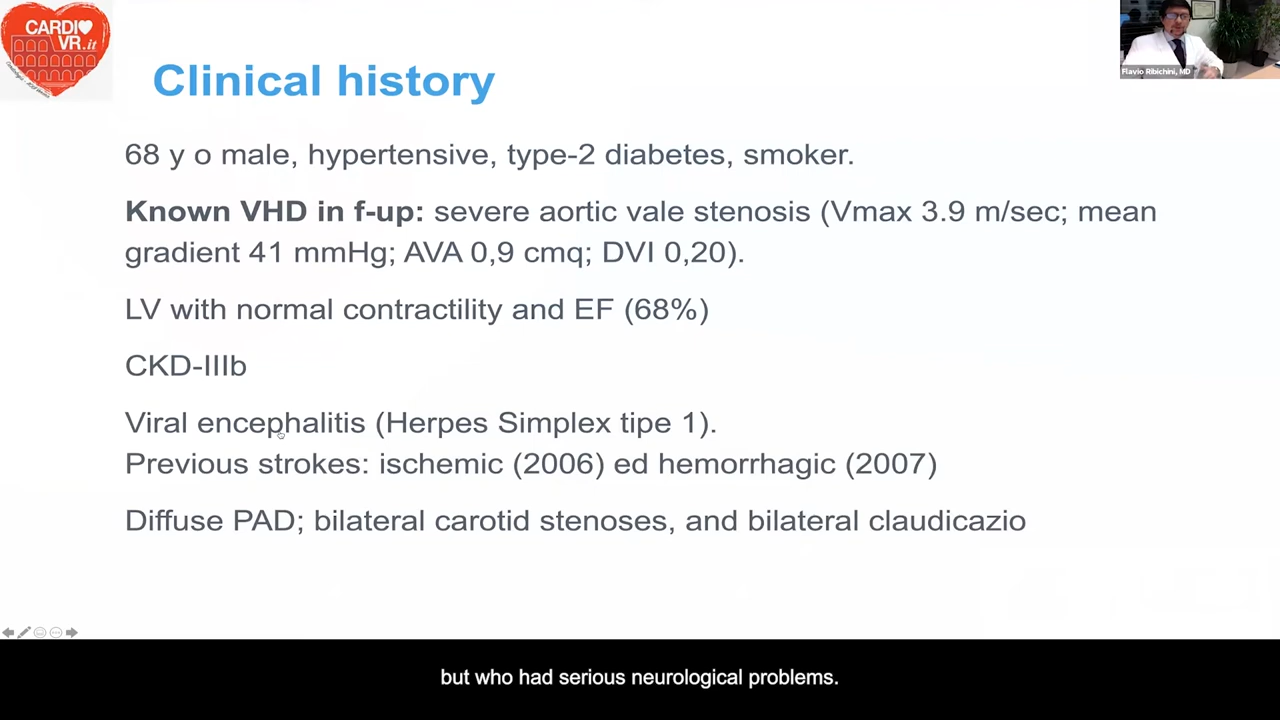 CARDIO
VR.it
Flavio Ribichini, MD
Clinical history
68 y o male, hypertensive, type-2 diabetes, smoker.
Known VHD in f-up: severe aortic vale stenosis (Vmax 3.9 m/sec; mean
gradient 41 mmHg; AVA 0,9 cmq; DVI 0,20).
LV with normal contractility and EF (68%)
CKD-IIIb
Viral encephalitis (Herpes Simplex tipe 1).
Previous strokes: ischemic (2006) ed hemorrhagic (2007)
Diffuse PAD; bilateral carotid stenoses, and bilateral claudicazio
but who had serious neurological problems.